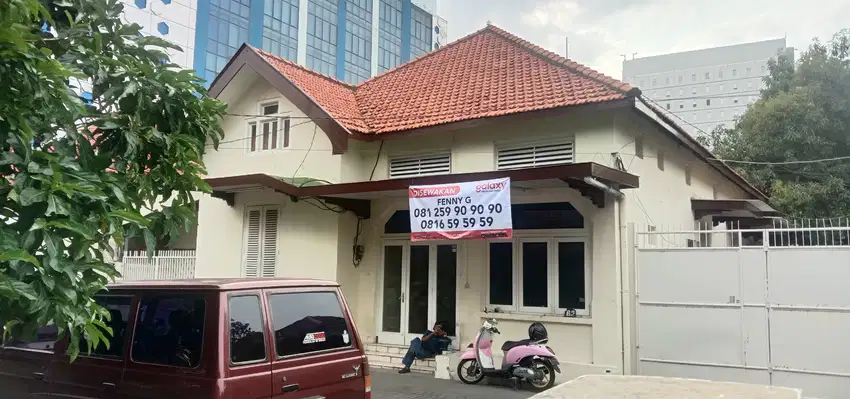 DISEWAKAN galaxy
FENNY G
081 259 90 90 90
0816 59 59 59